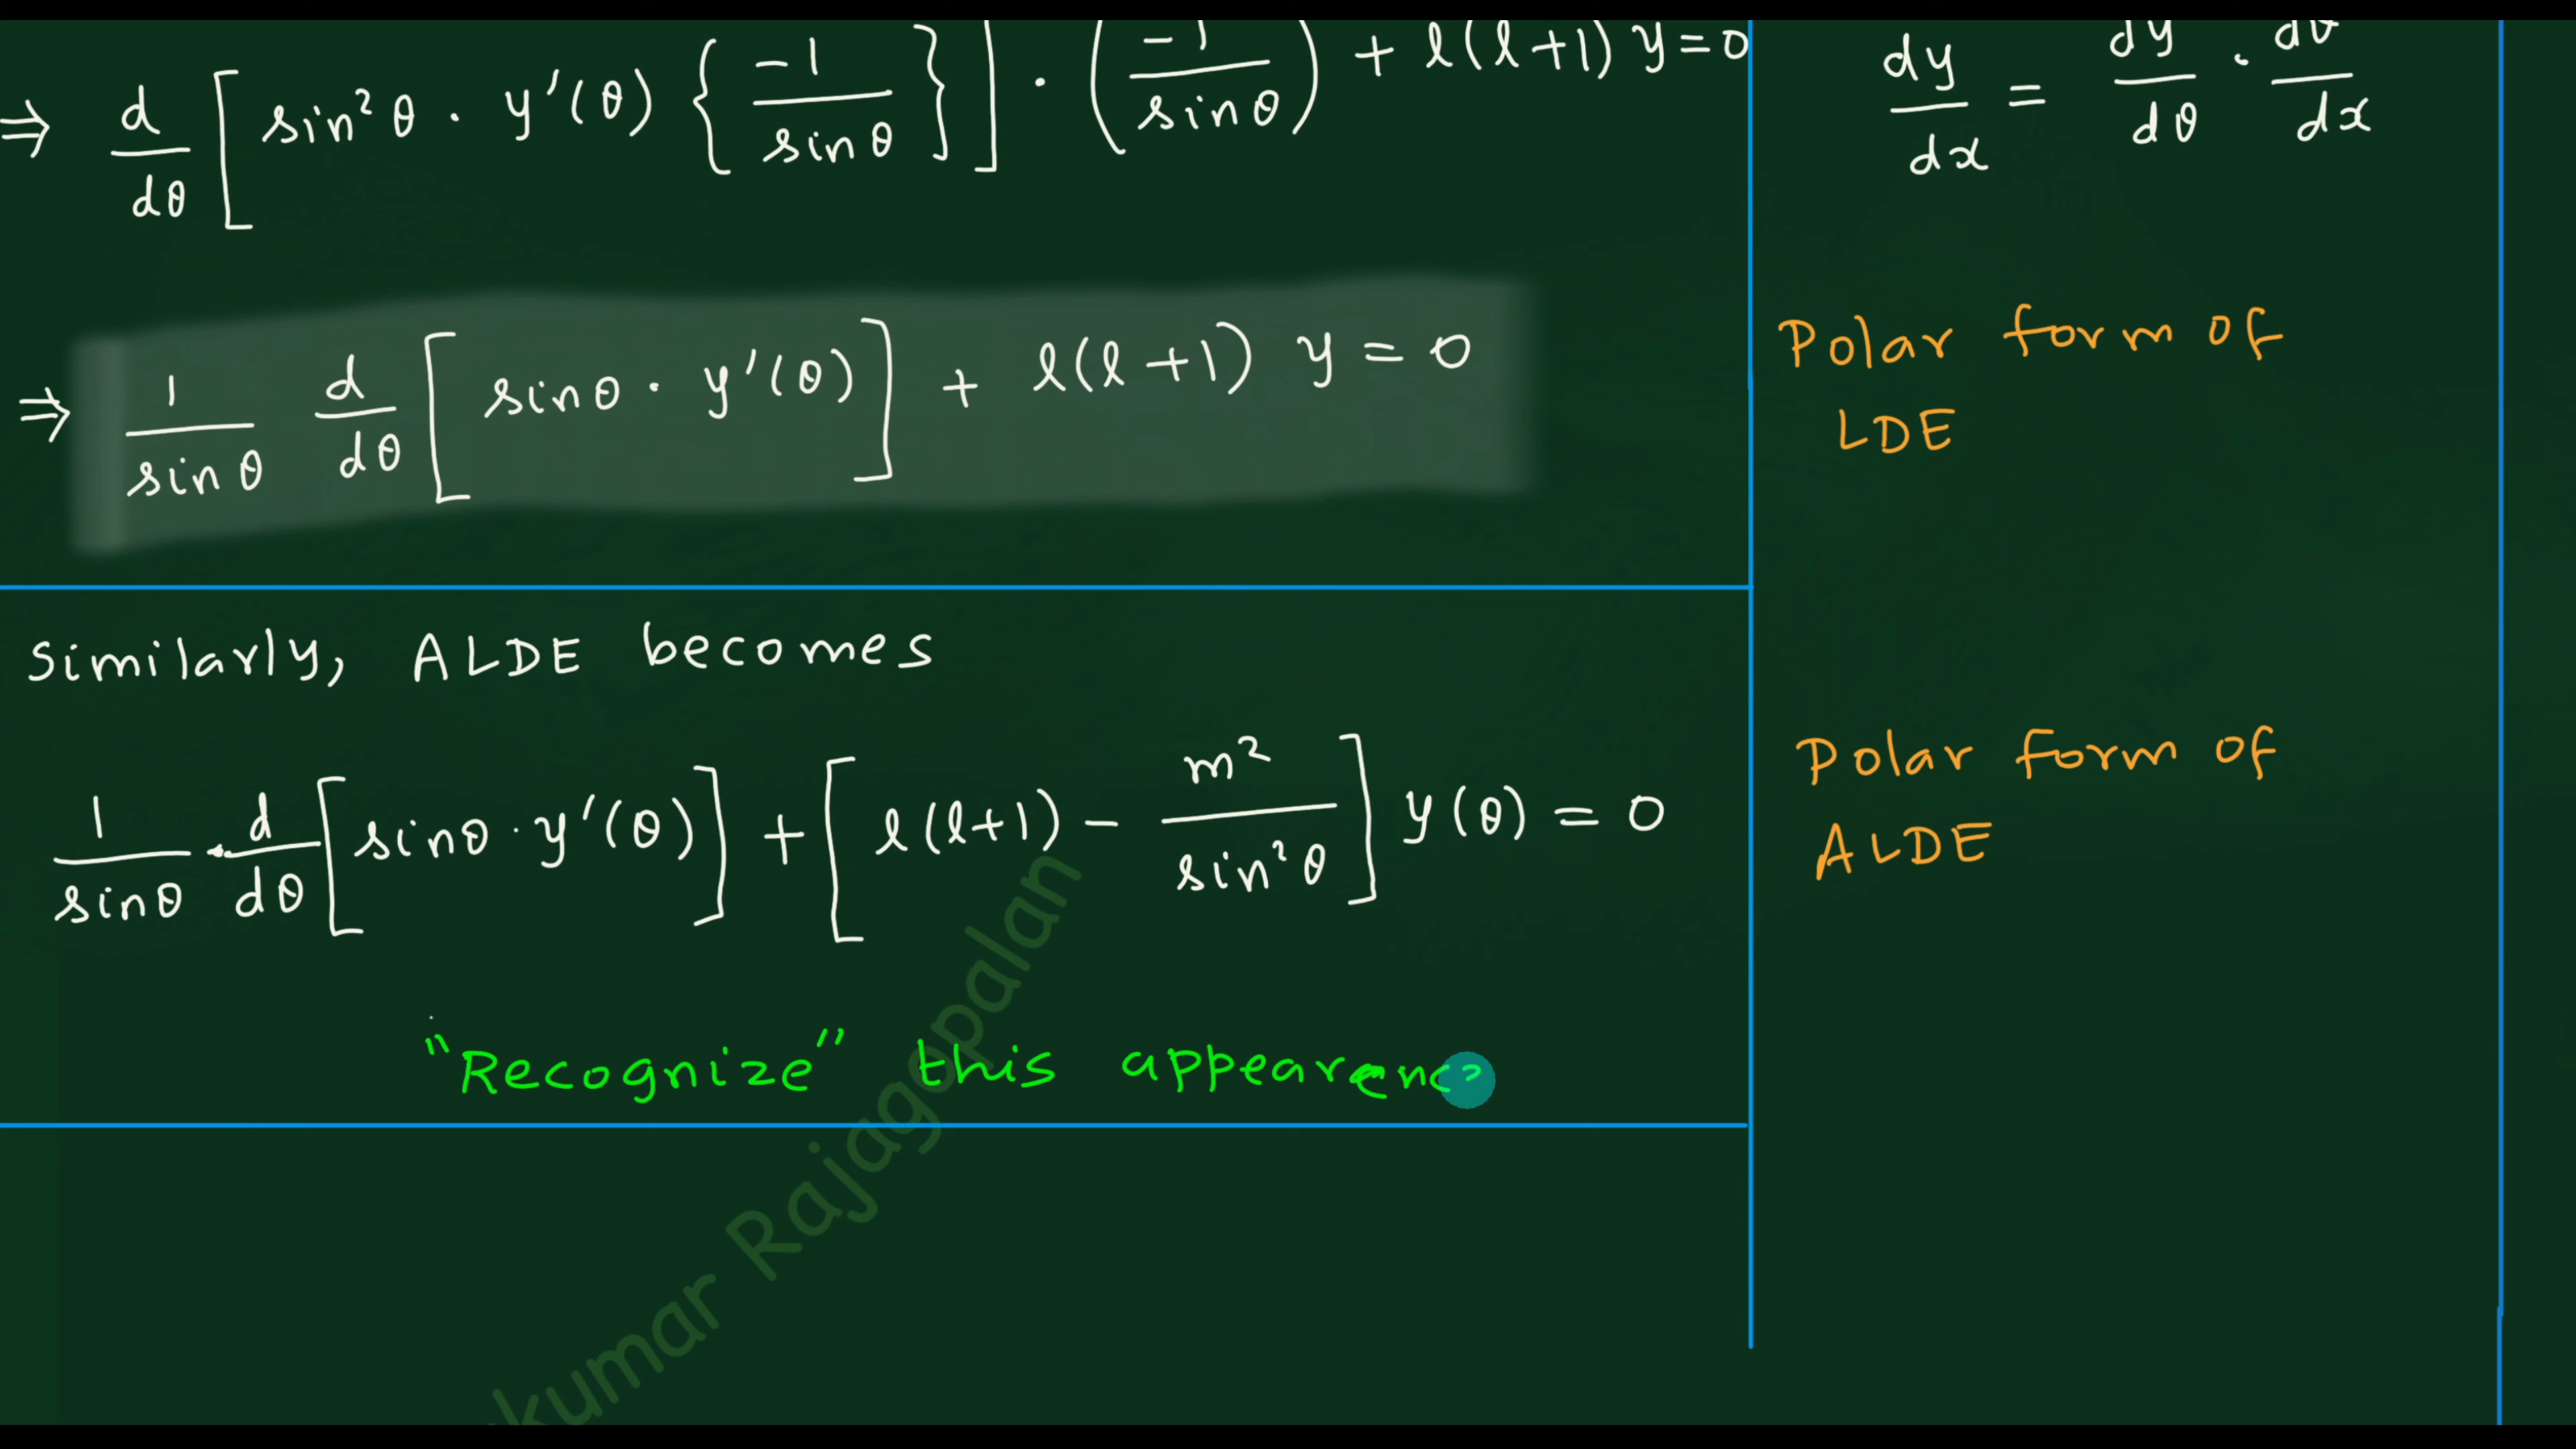 ⇒ d/dθ [ sin²θ · y′(θ) { -1/sinθ } ] · ( -1/sinθ ) + l(l+1) y = 0
dy/dx = dy/dθ · dθ/dx
⇒ 1/sinθ d/dθ [ sinθ · y′(θ) ] + l(l+1) y = 0
Polar form of
LDE
Similarly, ALDE becomes
1/sinθ · d/dθ [ sinθ · y′(θ) ] + [ l(l+1) - m²/sin²θ ] y(θ) = 0
Polar form of
ALDE
"Recognize" this
kumar Rajagopalan